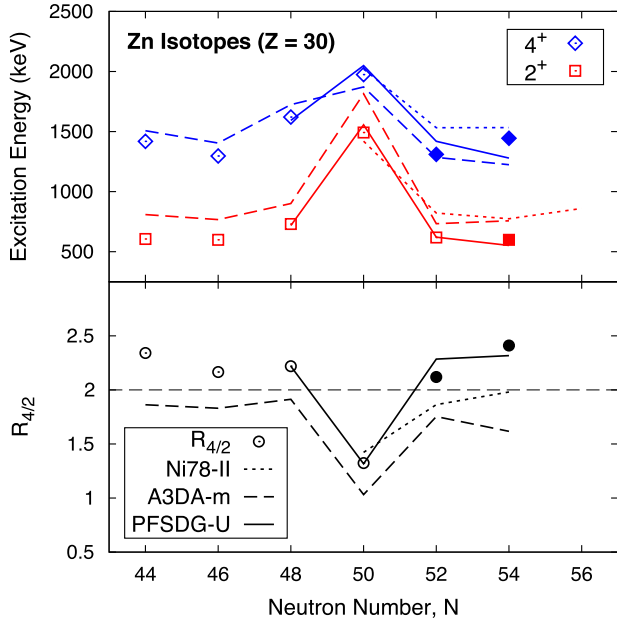 Zn Isotopes (Z = 30)
4+
2+
Excitation Energy (keV)
2500
2000
1500
1000
500
R4/2
2.5
2
1.5
1
0.5
R4/2
Ni78-II
A3DA-m
PFSDG-U
44 46 48 50 52 54 56
Neutron Number, N